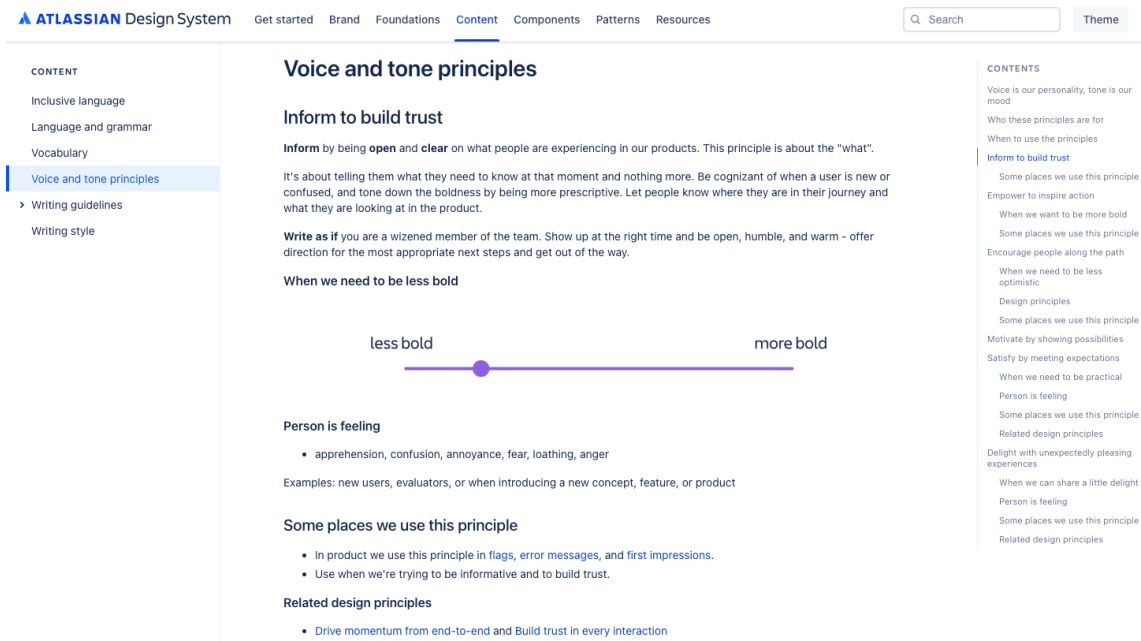 ATLASSIAN Design System
Get started
Brand
Foundations
Content
Components
Patterns
Resources
Search
Theme
CONTENT
Inclusive language
Language and grammar
Vocabulary
Voice and tone principles
Writing guidelines
Writing style
Voice and tone principles
Inform to build trust
Inform by being open and clear on what people are experiencing in our products. This principle is about the "what".
It's about telling them what they need to know at that moment and nothing more. Be cognizant of when a user is new or
confused, and tone down the boldness by being more prescriptive. Let people know where they are in their journey and
what they are looking at in the product.
Write as if you are a wizened member of the team. Show up at the right time and be open, humble, and warm - offer
direction for the most appropriate next steps and get out of the way.
When we need to be less bold
less bold
more bold
Person is feeling
apprehension, confusion, annoyance, fear, loathing, anger
Examples: new users, evaluators, or when introducing a new concept, feature, or product
Some places we use this principle
In product we use this principle in flags, error messages, and first impressions.
Use when we're trying to be informative and to build trust.
Related design principles
Drive momentum from end-to-end and Build trust in every interaction
CONTENTS
Voice is our personality, tone is our
mood
Who these principles are for
When to use the principles
Inform to build trust
Some places we use this principle
Empower to inspire action
When we want to be more bold
Some places we use this principle
Encourage people along the path
When we need to be less
optimistic
Design principles
Some places we use this principle
Motivate by showing possibilities
Satisfy by meeting expectations
When we need to be practical
Person is feeling
Some places we use this principle
Related design principles
Delight with unexpectedly pleasing
experiences
When we can share a little delight
Person is feeling
Some places we use this principle
Related design principles